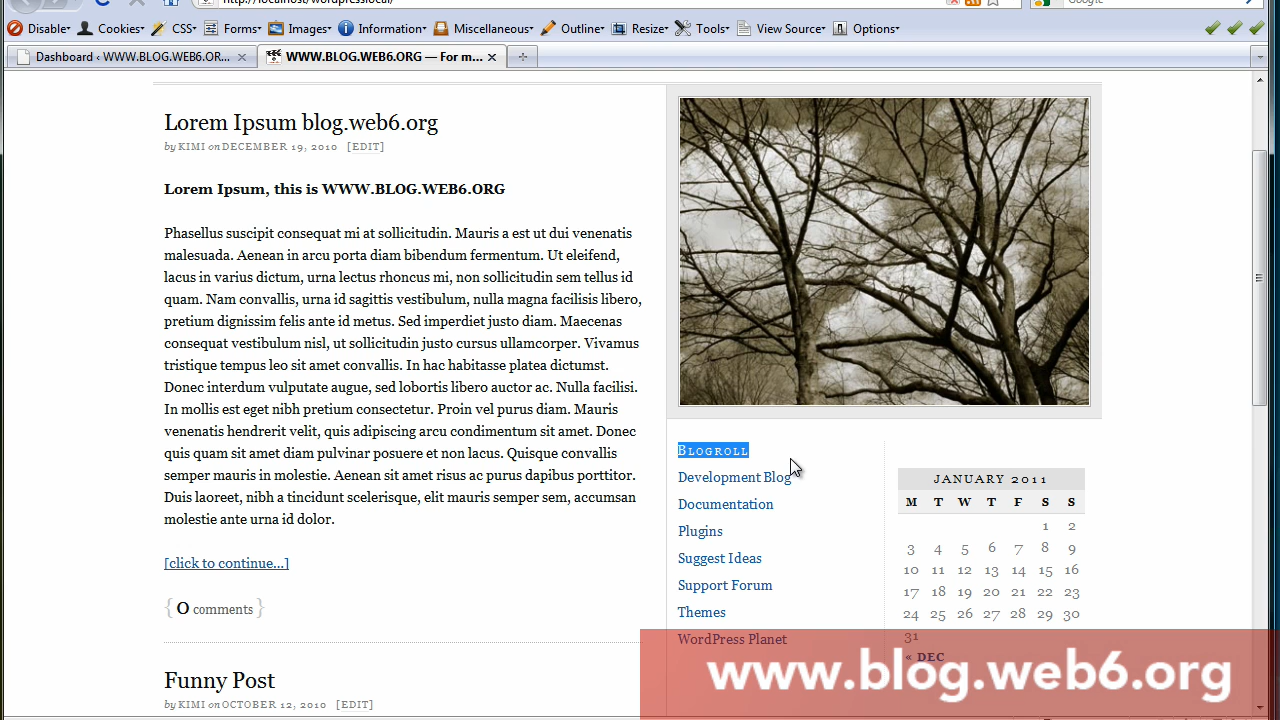 http://localhost/wordpresslocal/
Google
Disable▾ Cookies▾ CSS▾ Forms▾ Images▾ Information▾ Miscellaneous▾ Outline▾ Resize▾ Tools▾ View Source▾ Options▾
Dashboard ‹ WWW.BLOG.WEB6.OR...
WWW.BLOG.WEB6.ORG — For m...
Lorem Ipsum blog.web6.org
by KIMI on DECEMBER 19, 2010 [EDIT]
Lorem Ipsum, this is WWW.BLOG.WEB6.ORG
Phasellus suscipit consequat mi at sollicitudin. Mauris a est ut dui venenatis
malesuada. Aenean in arcu porta diam bibendum fermentum. Ut eleifend,
lacus in varius dictum, urna lectus rhoncus mi, non sollicitudin sem tellus id
quam. Nam convallis, urna id sagittis vestibulum, nulla magna facilisis libero,
pretium dignissim felis ante id metus. Sed imperdiet justo diam. Maecenas
consequat vestibulum nisl, ut sollicitudin justo cursus ullamcorper. Vivamus
tristique tempus leo sit amet convallis. In hac habitasse platea dictumst.
Donec interdum vulputate augue, sed lobortis libero auctor ac. Nulla facilisi.
In mollis est eget nibh pretium consectetur. Proin vel purus diam. Mauris
venenatis hendrerit velit, quis adipiscing arcu condimentum sit amet. Donec
quis quam sit amet diam pulvinar posuere et non lacus. Quisque convallis
semper mauris in molestie. Aenean sit amet risus ac purus dapibus porttitor.
Duis laoreet, nibh a tincidunt scelerisque, elit mauris semper sem, accumsan
molestie ante urna id dolor.
[click to continue…]
{ 0 comments }
Funny Post
by KIMI on OCTOBER 12, 2010 [EDIT]
Blogroll
Development Blog
Documentation
Plugins
Suggest Ideas
Support Forum
Themes
WordPress Planet
JANUARY 2011
M T W T F S S
1 2
3 4 5 6 7 8 9
10 11 12 13 14 15 16
17 18 19 20 21 22 23
24 25 26 27 28 29 30
31
« DEC
www.blog.web6.org